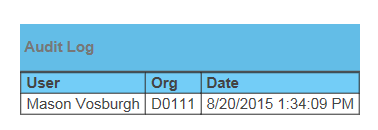 Audit Log
User Org Date
Mason Vosburgh D0111 8/20/2015 1:34:09 PM